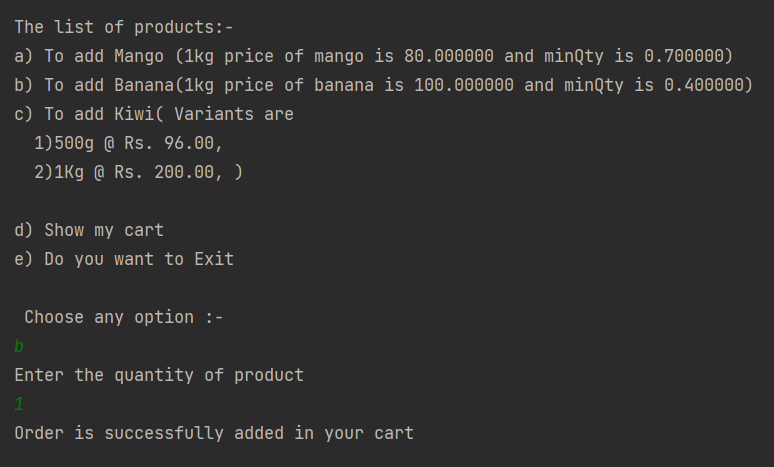 The list of products:-
a) To add Mango (1kg price of mango is 80.000000 and minQty is 0.700000)
b) To add Banana(1kg price of banana is 100.000000 and minQty is 0.400000)
c) To add Kiwi( Variants are
1)500g @ Rs. 96.00,
2)1Kg @ Rs. 200.00, )
d) Show my cart
e) Do you want to Exit
Choose any option :-
b
Enter the quantity of product
1
Order is successfully added in your cart